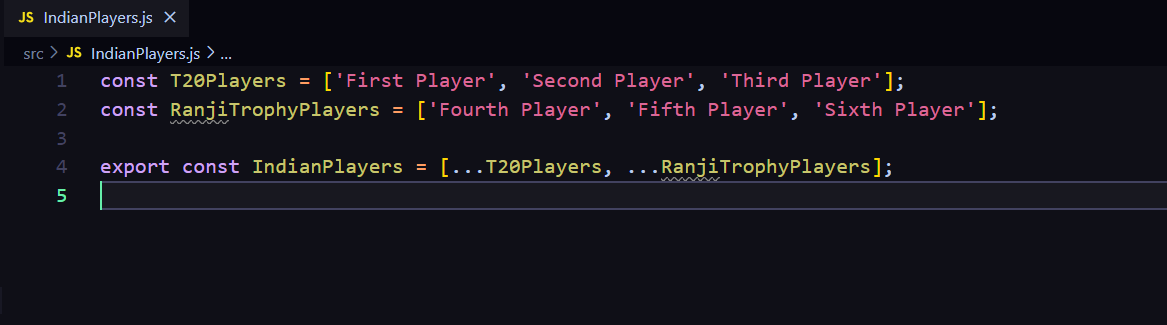 JS IndianPlayers.js ×
src > JS IndianPlayers.js > ...
1 const T20Players = ['First Player', 'Second Player', 'Third Player'];
2 const RanjiTrophyPlayers = ['Fourth Player', 'Fifth Player', 'Sixth Player'];
3
4 export const IndianPlayers = [...T20Players, ...RanjiTrophyPlayers];
5